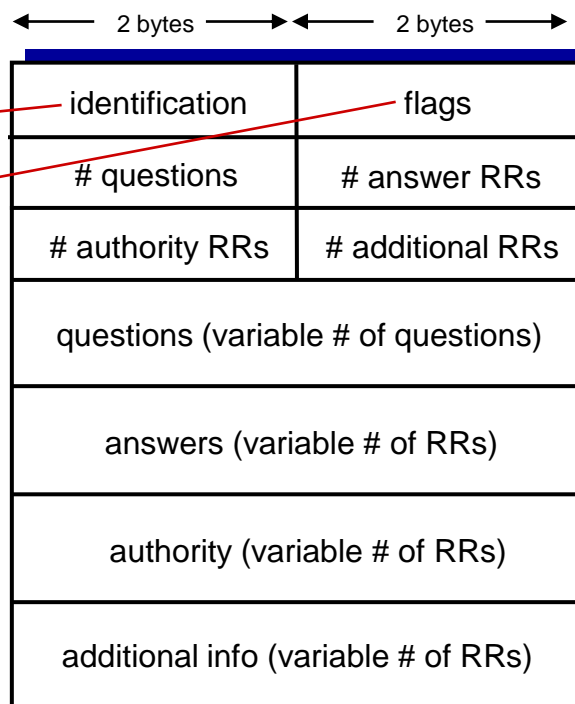 2 bytes 2 bytes
identification flags
# questions # answer RRs
# authority RRs # additional RRs
questions (variable # of questions)
answers (variable # of RRs)
authority (variable # of RRs)
additional info (variable # of RRs)